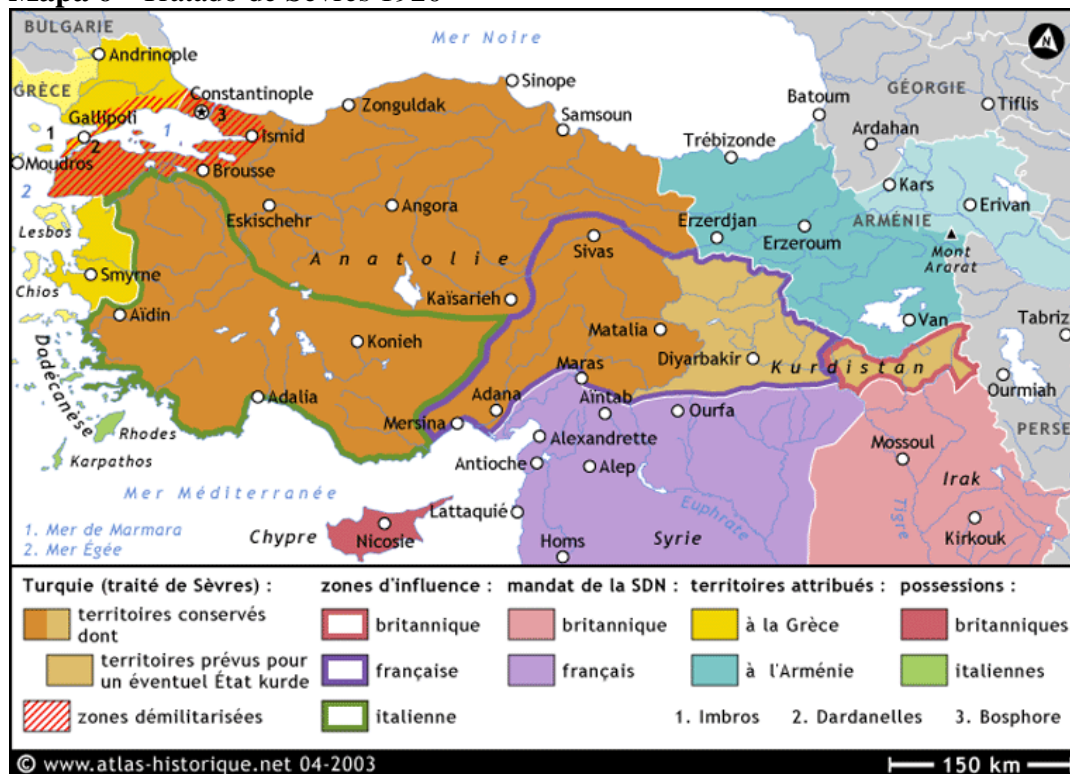 Mapa 6 - Tratado de Sèvres 1920
BULGARIE
Mer Noire
N
Andrinople
GRÈCE
Constantinople
Sinope
GÉORGIE
Zonguldak
Batoum
Tiflis
1
Gallipoli
1
3
Samsoun
Ardahan
2
Ismid
Trébizonde
Moudros
Brousse
Kars
2
Eskischehr
Angora
Erzerdjan
ARMÉNIE
Erivan
Lesbos
Sivas
Erzeroum
Mont
Ararat
Anatolie
Smyrne
Chios
Kaïsarieh
Aïdin
Konieh
Matalia
Van
Tabriz
Diyarbakir
Kurdistan
Dodécanèse
Maras
Adalia
Adana
Aïntab
Ourfa
Ourmiah
Mersina
Rhodes
Alexandrette
PERSE
Karpathos
Antioche
Alep
Mossoul
Irak
Mer Méditerranée
Euphrate
Tigre
Lattaquié
1. Mer de Marmara
Chypre
Nicosie
Homs
Syrie
Kirkouk
2. Mer Égée
Turquie (traité de Sèvres) :
territoires conservés
dont
territoires prévus pour
un éventuel État kurde
zones démilitarisées
zones d'influence :
britannique
française
italienne
mandat de la SDN :
britannique
français
territoires attribués :
à la Grèce
à l'Arménie
possessions :
britanniques
italiennes
1. Imbros 2. Dardanelles 3. Bosphore
© www.atlas-historique.net 04-2003
150 km